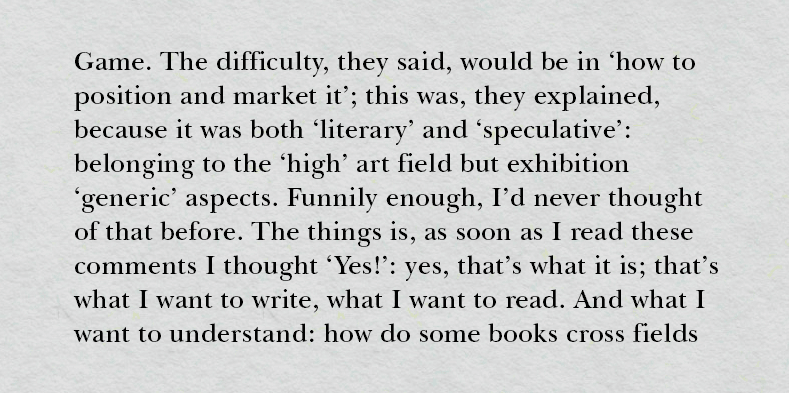 Game. The difficulty, they said, would be in ‘how to
position and market it’; this was, they explained,
because it was both ‘literary’ and ‘speculative’:
belonging to the ‘high’ art field but exhibition
‘generic’ aspects. Funnily enough, I’d never thought
of that before. The things is, as soon as I read these
comments I thought ‘Yes!’: yes, that’s what it is; that’s
what I want to write, what I want to read. And what I
want to understand: how do some books cross fields